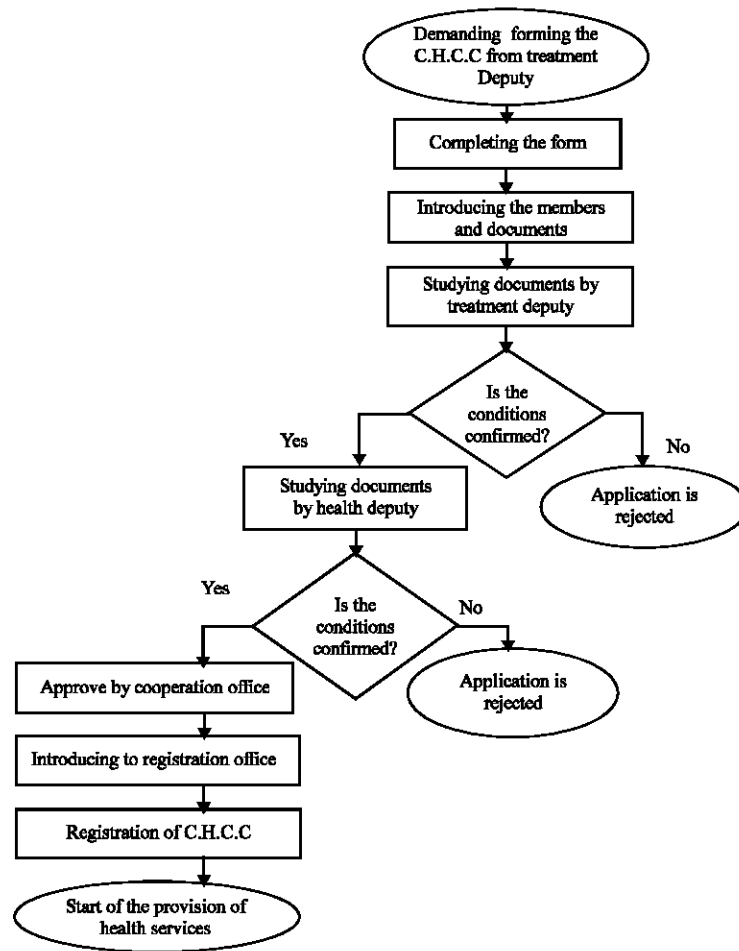 Demanding forming the
C.H.C.C from treatment
Deputy
Completing the form
Introducing the members
and documents
Studying documents by
treatment deputy
Is the
conditions
confirmed?
Yes
No
Studying documents
by health deputy
Application is
rejected
Is the
conditions
confirmed?
Yes
No
Approve by cooperation office
Application is
rejected
Introducing to registration office
Registration of C.H.C.C
Start of the provision of
health services